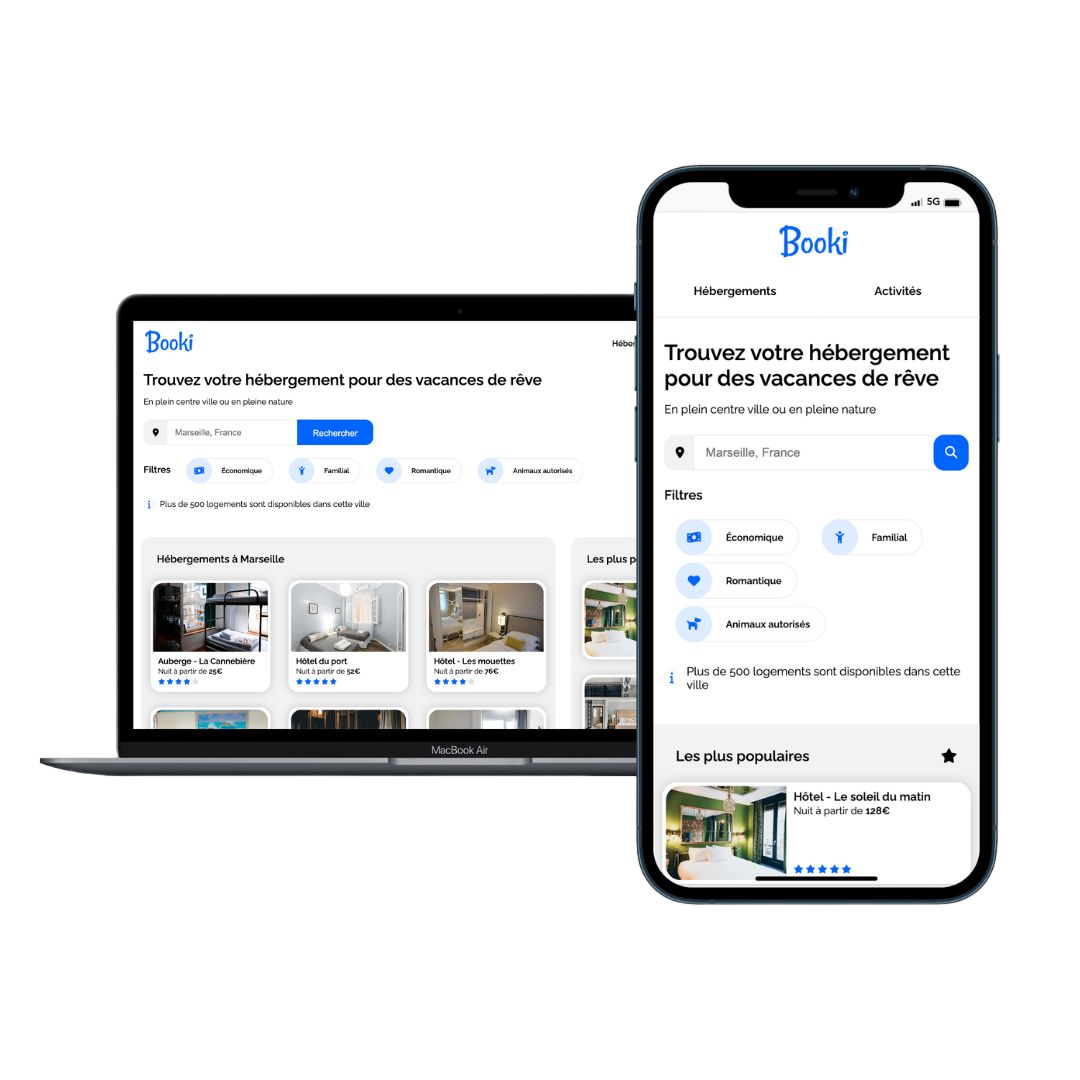 Booki
Héber
Trouvez votre hébergement pour des vacances de rêve
En plein centre ville ou en pleine nature
Marseille, France
Rechercher
Filtres
Économique
Familial
Romantique
Animaux autorisés
i Plus de 500 logements sont disponibles dans cette ville
Hébergements à Marseille
Auberge - La Cannebière
Nuit à partir de 25€
Hôtel du port
Nuit à partir de 52€
Hôtel - Les mouettes
Nuit à partir de 76€
Les plus p
MacBook Air
5G
Booki
Hébergements
Activités
Trouvez votre hébergement
pour des vacances de rêve
En plein centre ville ou en pleine nature
Marseille, France
Filtres
Économique
Familial
Romantique
Animaux autorisés
i Plus de 500 logements sont disponibles dans cette
ville
Les plus populaires
Hôtel - Le soleil du matin
Nuit à partir de 128€